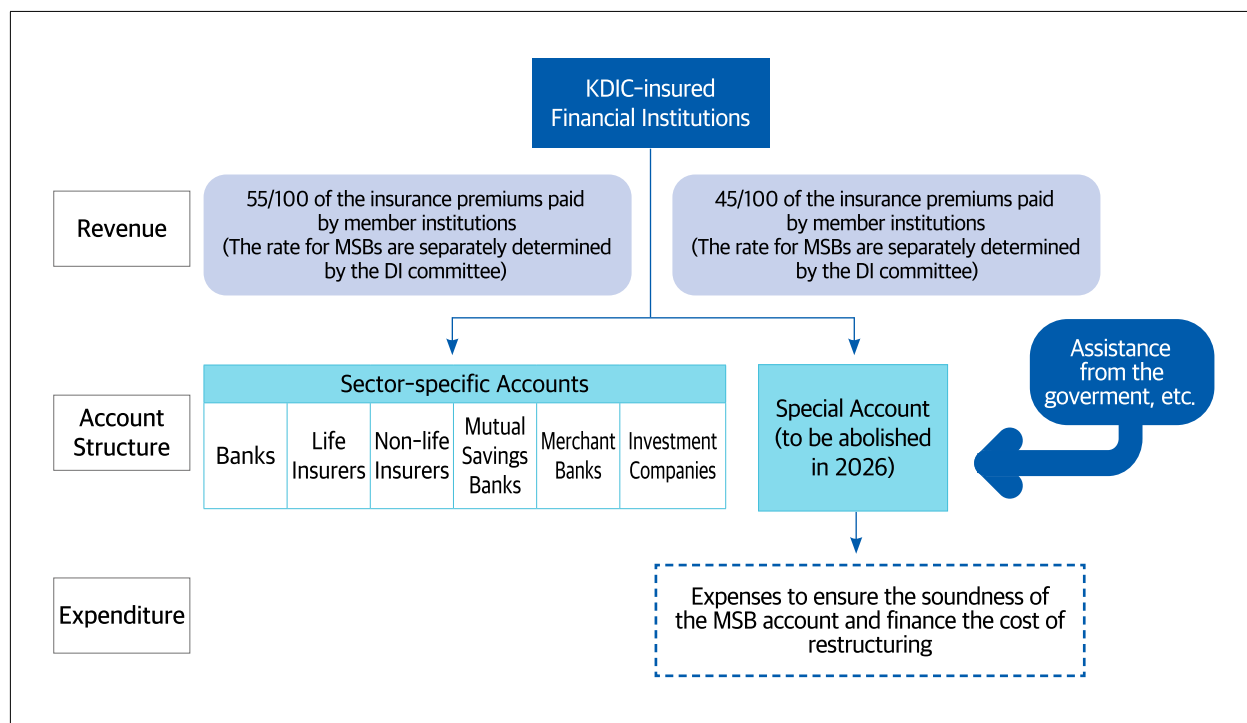 KDIC-insured
Financial Institutions
Revenue
55/100 of the insurance premiums paid
by member institutions
(The rate for MSBs are separately determined
by the DI committee)
45/100 of the insurance premiums paid
by member institutions
(The rate for MSBs are separately determined
by the DI committee)
Account
Structure
Sector-specific Accounts
Banks
Life
Insurers
Non-life
Insurers
Mutual
Savings
Banks
Merchant
Banks
Investment
Companies
Special Account
(to be abolished
in 2026)
Assistance
from the
goverment, etc.
Expenditure
Expenses to ensure the soundness of
the MSB account and finance the cost of
restructuring